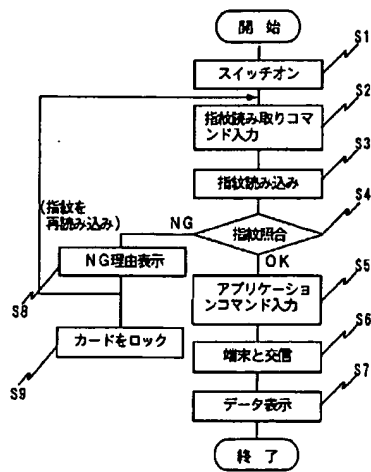 開 始
S1
スイッチオン
S2
指紋読み取りコマ
ンド入力
S3
指紋読み込み
S4
指紋照合
NG
OK
(指紋を
再読み込み)
NG理由表示
S8
カードをロック
S9
S5
アプリケーショ
ンコマンド入力
S6
端末と交信
S7
データ表示
終 了